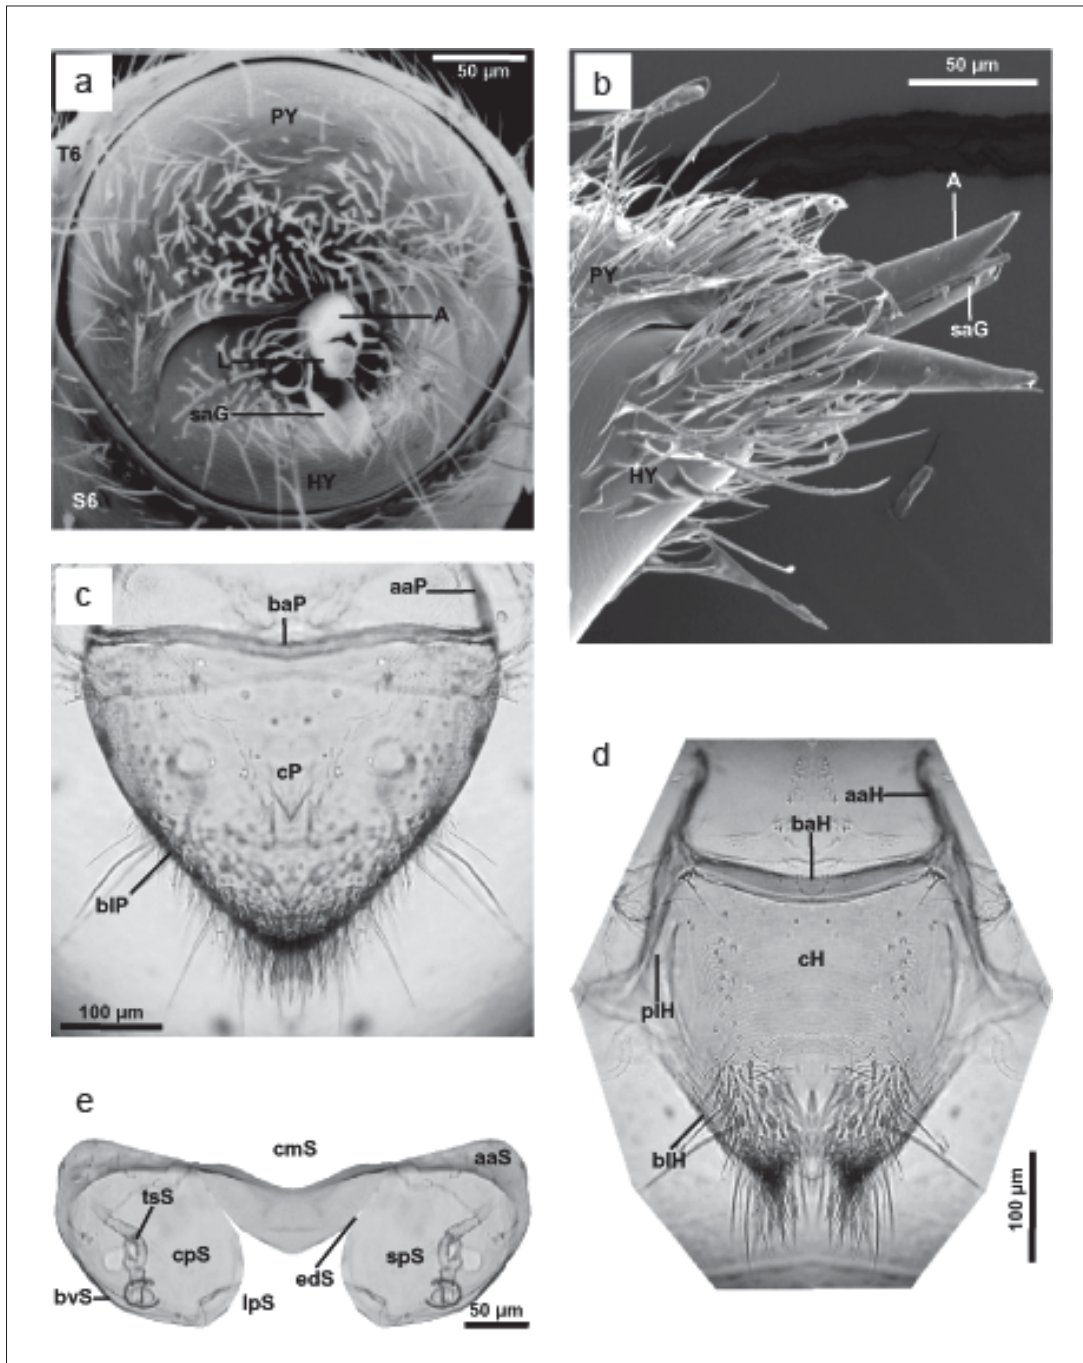 a
50 µm
PY
T6
A
L
saG
HY
S6
b
50 µm
A
PY
saG
HY
c
aaP
baP
cP
blP
100 µm
d
aaH
baH
cH
plH
blH
100 µm
e
cmS
aaS
tsS
cpS
spS
edS
bvS
lpS
50 µm